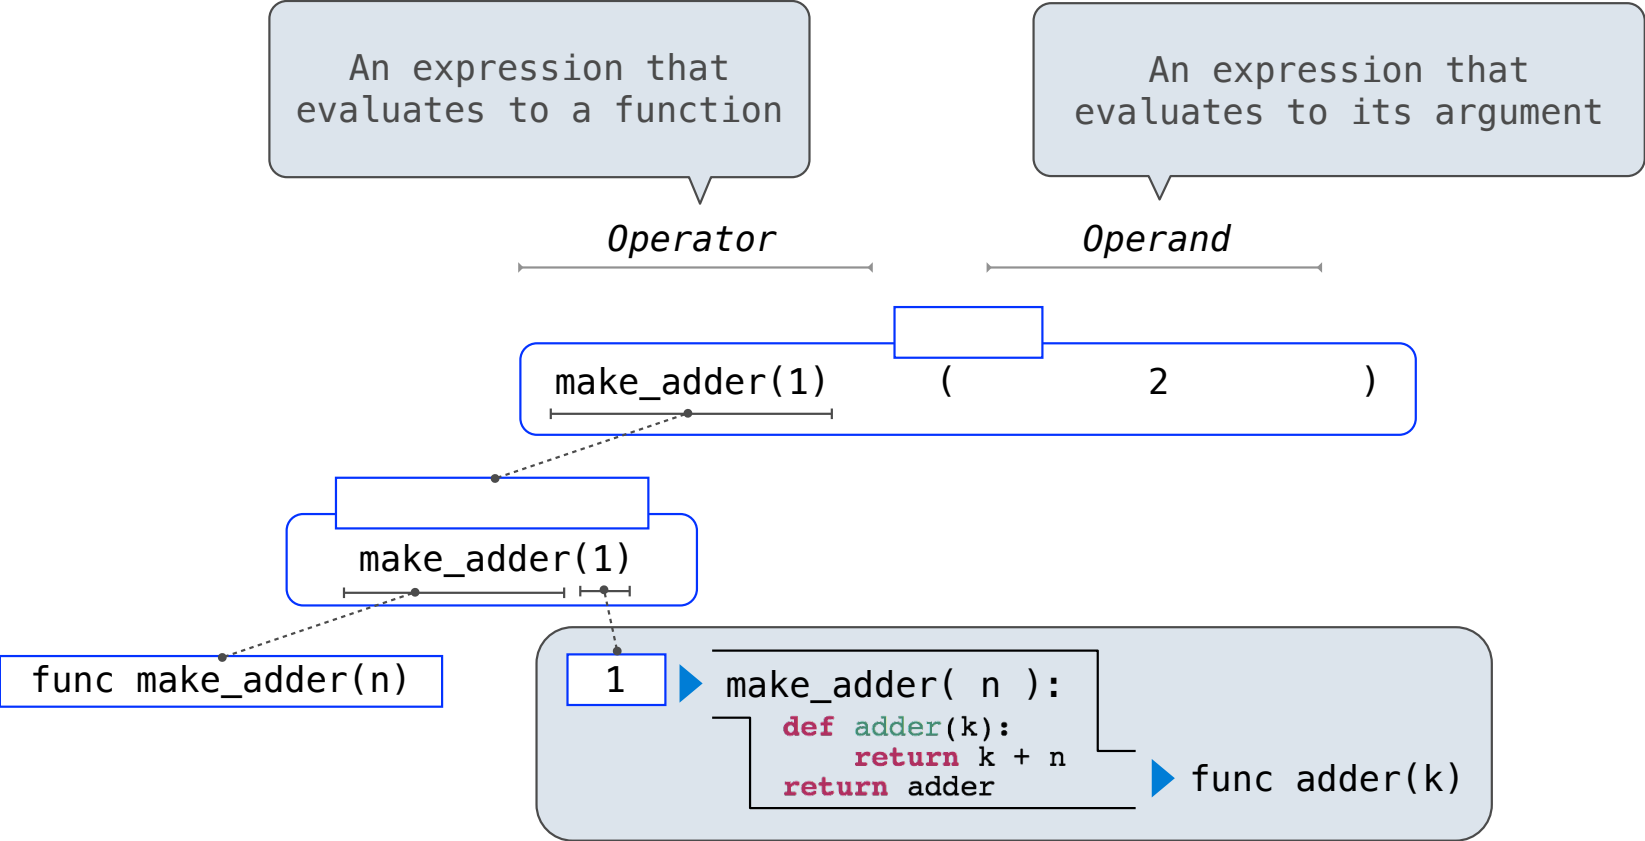 An expression that
evaluates to a function
An expression that
evaluates to its argument
Operator
Operand
make_adder(1) ( 2 )
make_adder(1)
func make_adder(n)
1
make_adder( n ):
def adder(k):
    return k + n
return adder
func adder(k)